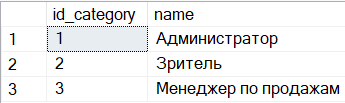 id_category name
1 1 Администратор
2 2 Зритель
3 3 Менеджер по продажам